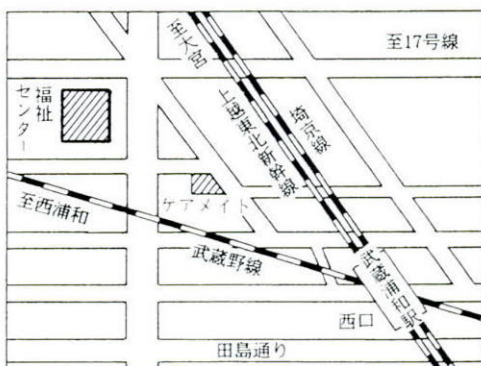 至大宮
至17号線
福祉
センター
上越東北新幹線
埼京線
ケアメイト
至西浦和
武蔵野線
武蔵浦和駅
西口
田島通り